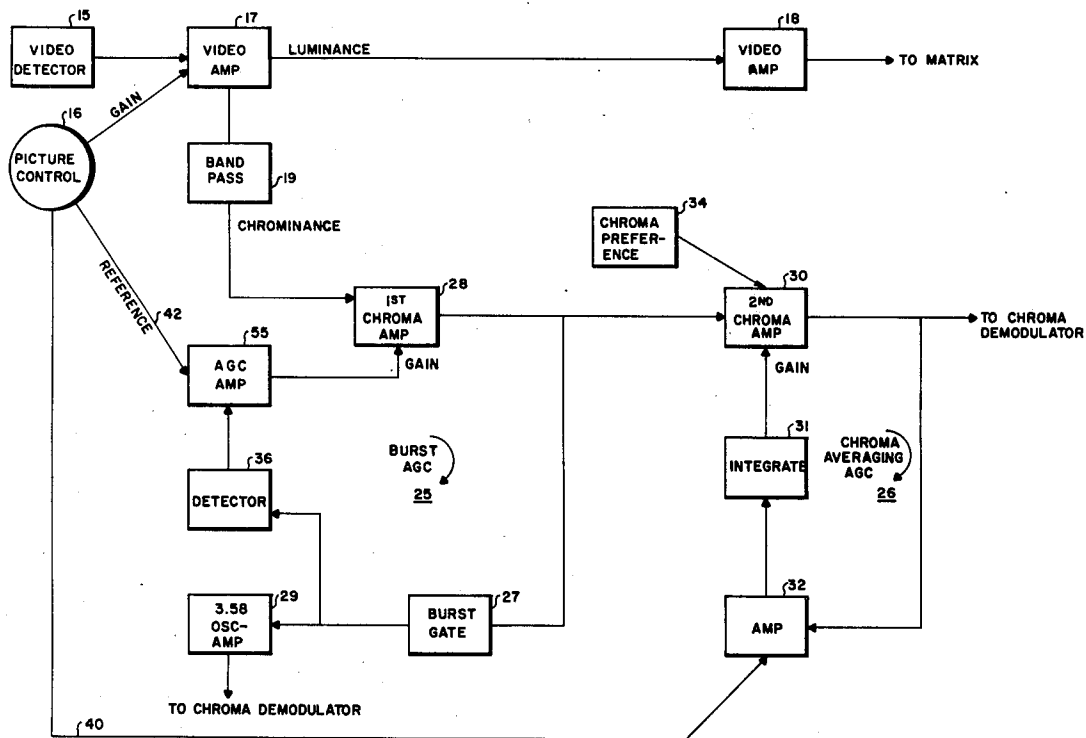 15
VIDEO
DETECTOR
17
VIDEO
AMP
LUMINANCE
18
VIDEO
AMP
TO MATRIX
GAIN
16
PICTURE
CONTROL
BAND
PASS
19
CHROMINANCE
34
CHROMA
PREFER-
ENCE
REFERENCE
42
28
1ST
CHROMA
AMP
GAIN
30
2ND
CHROMA
AMP
GAIN
TO CHROMA
DEMODULATOR
55
AGC
AMP
BURST
AGC
25
31
INTEGRATE
CHROMA
AVERAGING
AGC
26
36
DETECTOR
29
3.58
OSC-
AMP
27
BURST
GATE
32
AMP
TO CHROMA DEMODULATOR
40